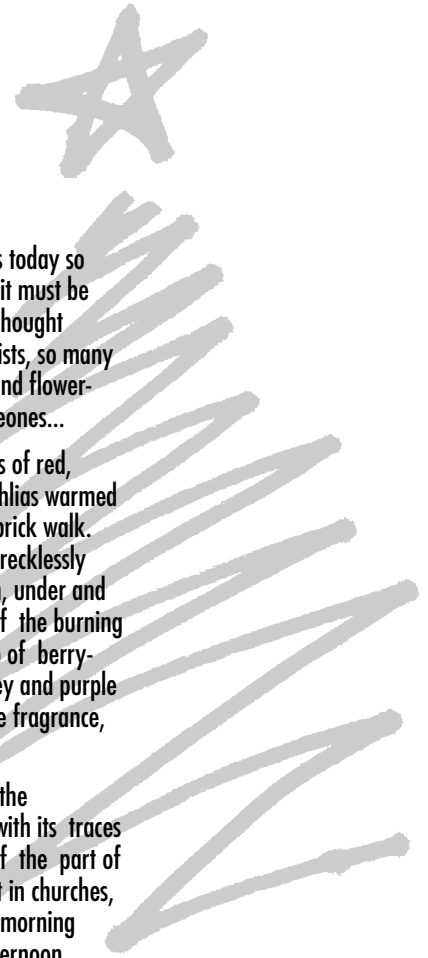 s today so
it must be
hought
ists, so many
nd flower-
eones...
s of red,
hlias warmed
brick walk.
recklessly
, under and
f the burning
of berry-
ey and purple
e fragrance,
the
with its traces
f the part of
t in churches,
morning
ernoon